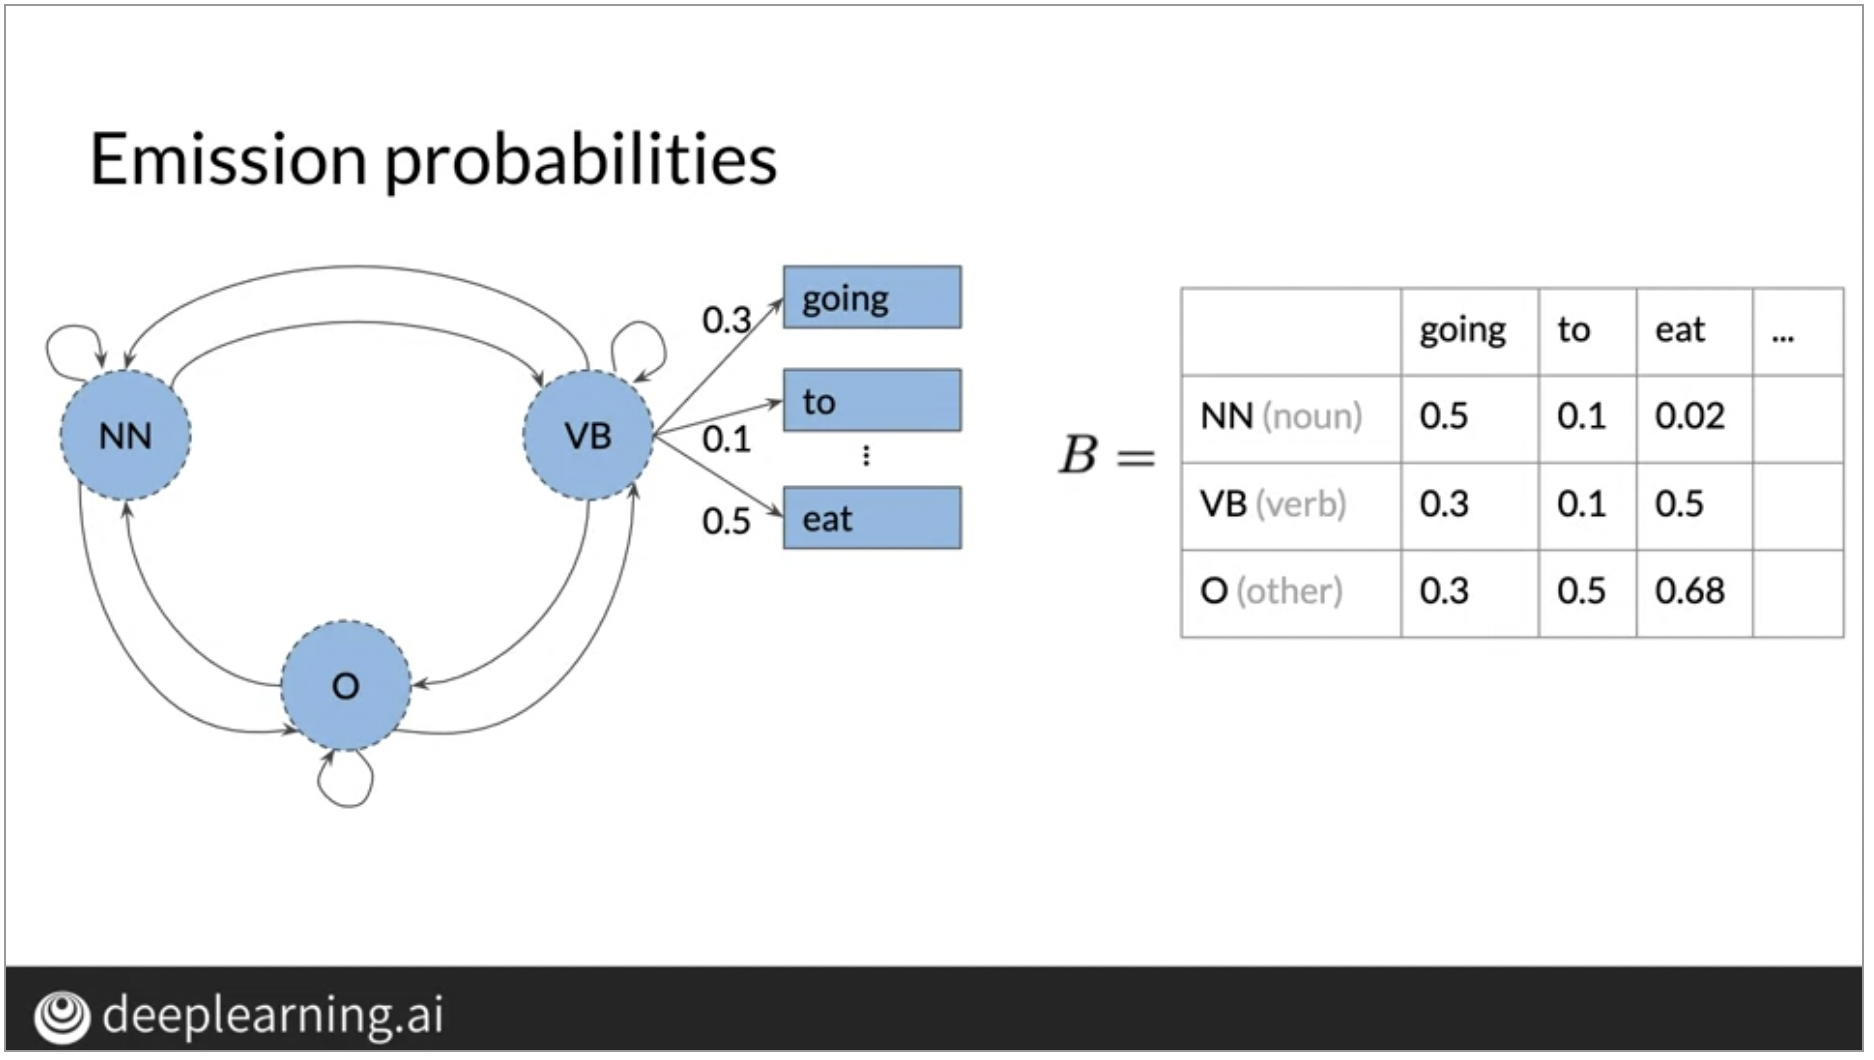 Emission probabilities
NN
VB
O
0.3
going
to
0.1
⁞
0.5
eat
B =
going to eat ...
NN (noun) 0.5 0.1 0.02
VB (verb) 0.3 0.1 0.5
O (other) 0.3 0.5 0.68
deeplearning.ai